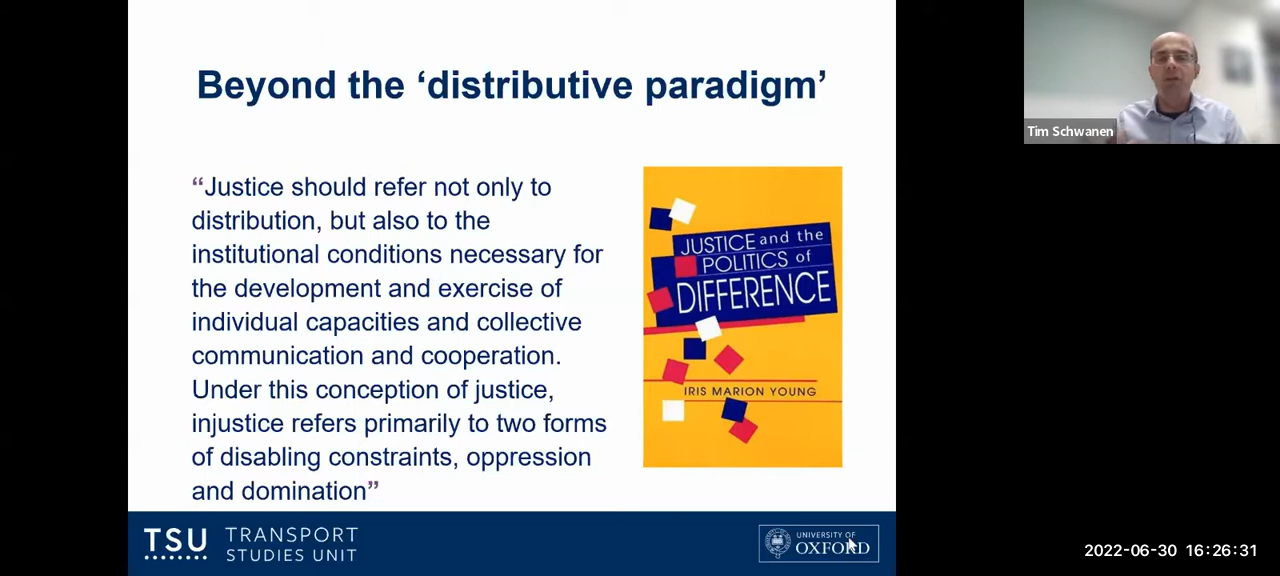 Beyond the ‘distributive paradigm’
“Justice should refer not only to
distribution, but also to the
institutional conditions necessary for
the development and exercise of
individual capacities and collective
communication and cooperation.
Under this conception of justice,
injustice refers primarily to two forms
of disabling constraints, oppression
and domination”
JUSTICE and the
POLITICS of
DIFFERENCE
IRIS MARION YOUNG
TSU
TRANSPORT
STUDIES UNIT
UNIVERSITY OF
OXFORD
Tim Schwanen
2022-06-30 16:26:31